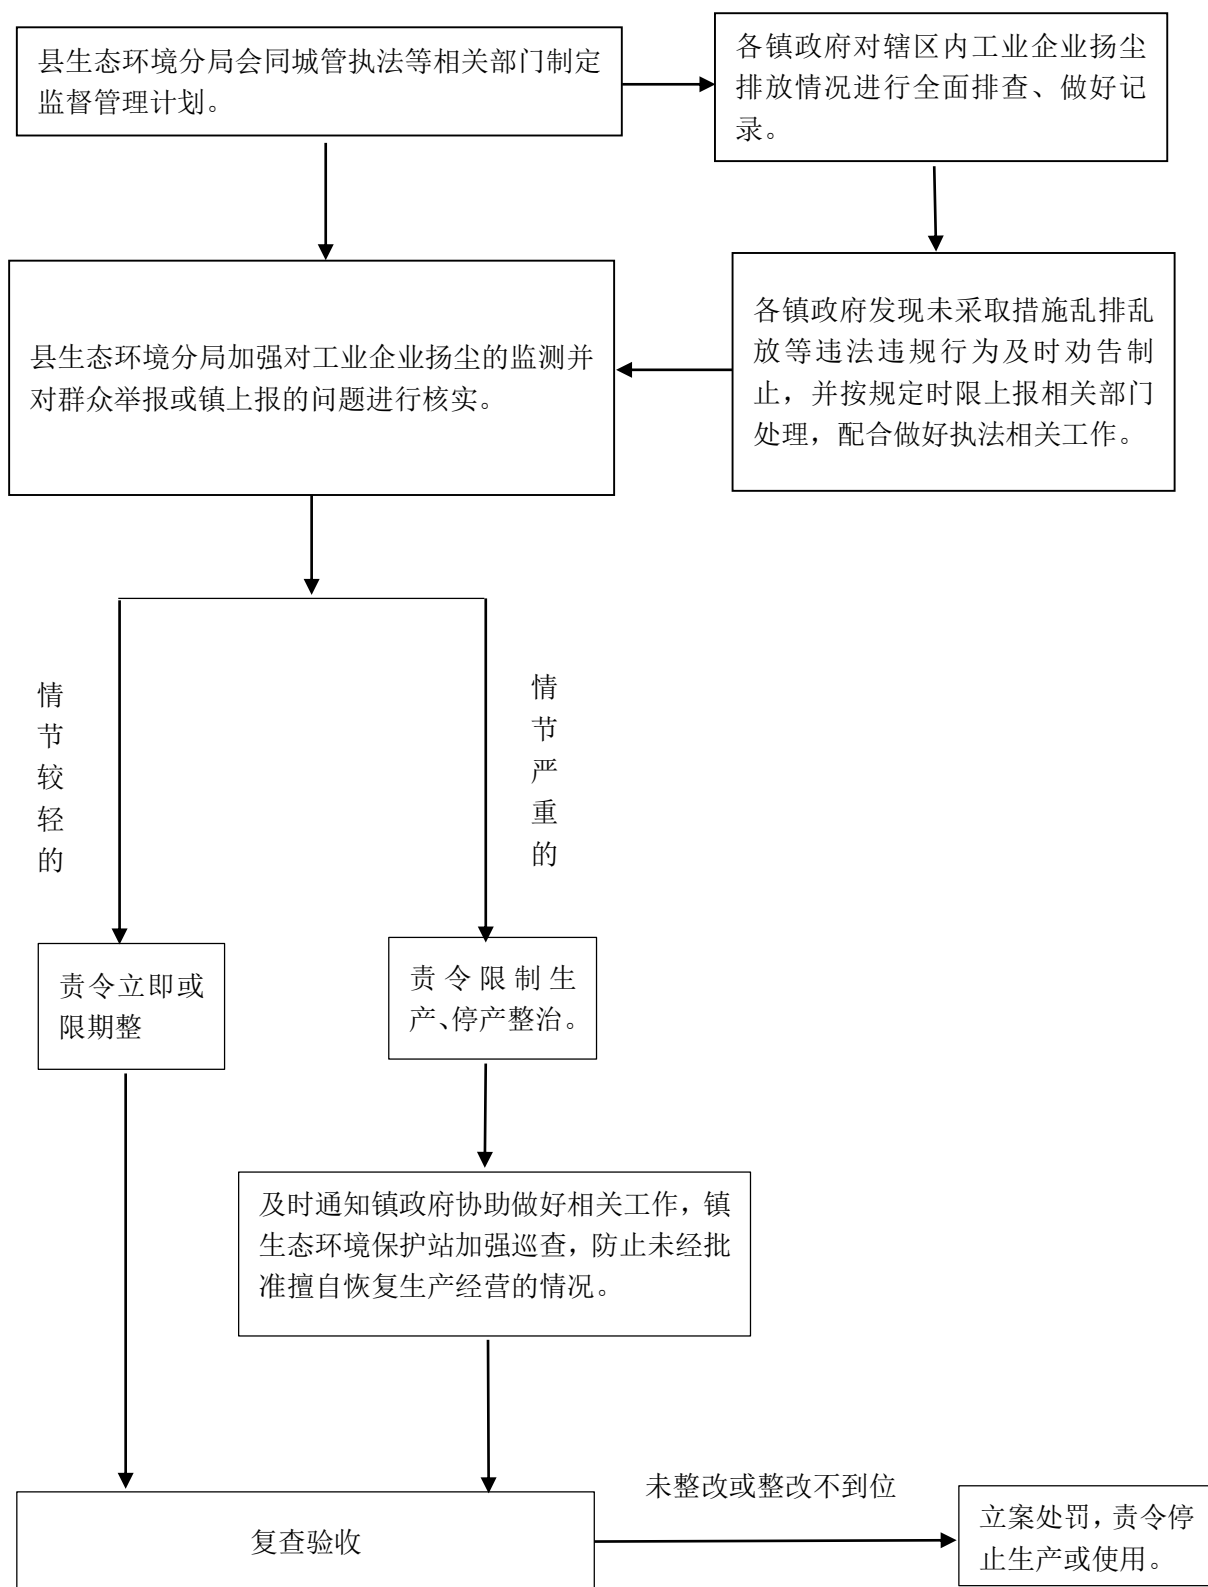 县生态环境分局会同城管执法等相关部门制定
监督管理计划。
各镇政府对辖区内工业企业扬尘
排放情况进行全面排查、做好记
录。
县生态环境分局加强对工业企业扬尘的监测并
对群众举报或镇上报的问题进行核实。
各镇政府发现未采取措施乱排乱
放等违法违规行为及时劝告制
止，并按规定时限上报相关部门
处理，配合做好执法相关工作。
情
节
较
轻
的
情
节
严
重
的
责令立即或
限期整
责令限制生
产、停产整治。
及时通知镇政府协助做好相关工作，镇
生态环境保护站加强巡查，防止未经批
准擅自恢复生产经营的情况。
复查验收
未整改或整改不到位
立案处罚，责令停
止生产或使用。